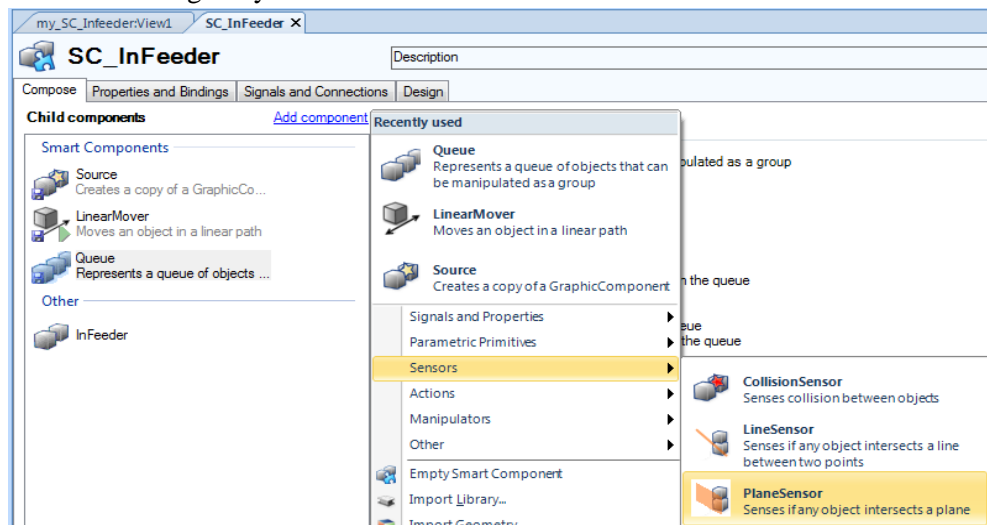 my_SC_Infeeder:View1
SC_InFeeder
SC_InFeeder
Description
Compose
Properties and Bindings
Signals and Connections
Design
Child components
Add component
Smart Components
Source
Creates a copy of a GraphicCo...
LinearMover
Moves an object in a linear path
Queue
Represents a queue of objects ...
Other
InFeeder
Recently used
Queue
Represents a queue of objects that can
be manipulated as a group
LinearMover
Moves an object in a linear path
Source
Creates a copy of a GraphicComponent
Signals and Properties
Parametric Primitives
Sensors
Actions
Manipulators
Other
Empty Smart Component
Import Library...
Import Geometry
as a group
the queue
the queue
CollisionSensor
Senses collision between objects
LineSensor
Senses if any object intersects a line
between two points
PlaneSensor
Senses if any object intersects a plane